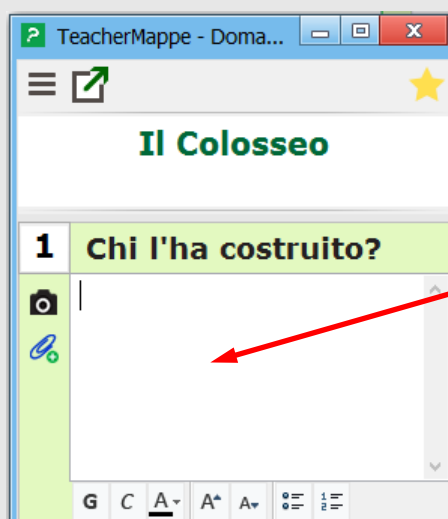 TeacherMappe - Doma...
Il Colosseo
1 Chi l'ha costruito?
G C A A A